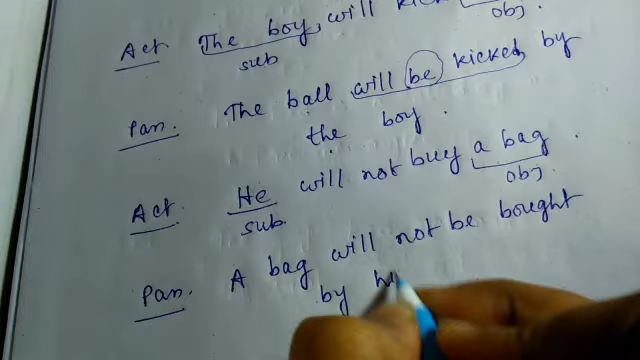 Act. The boy will kick
sub obj.
Pas. The ball will be kicked by
the boy.
Act. He will not buy a bag.
sub. obj.
Pas. A bag will not be bought
by